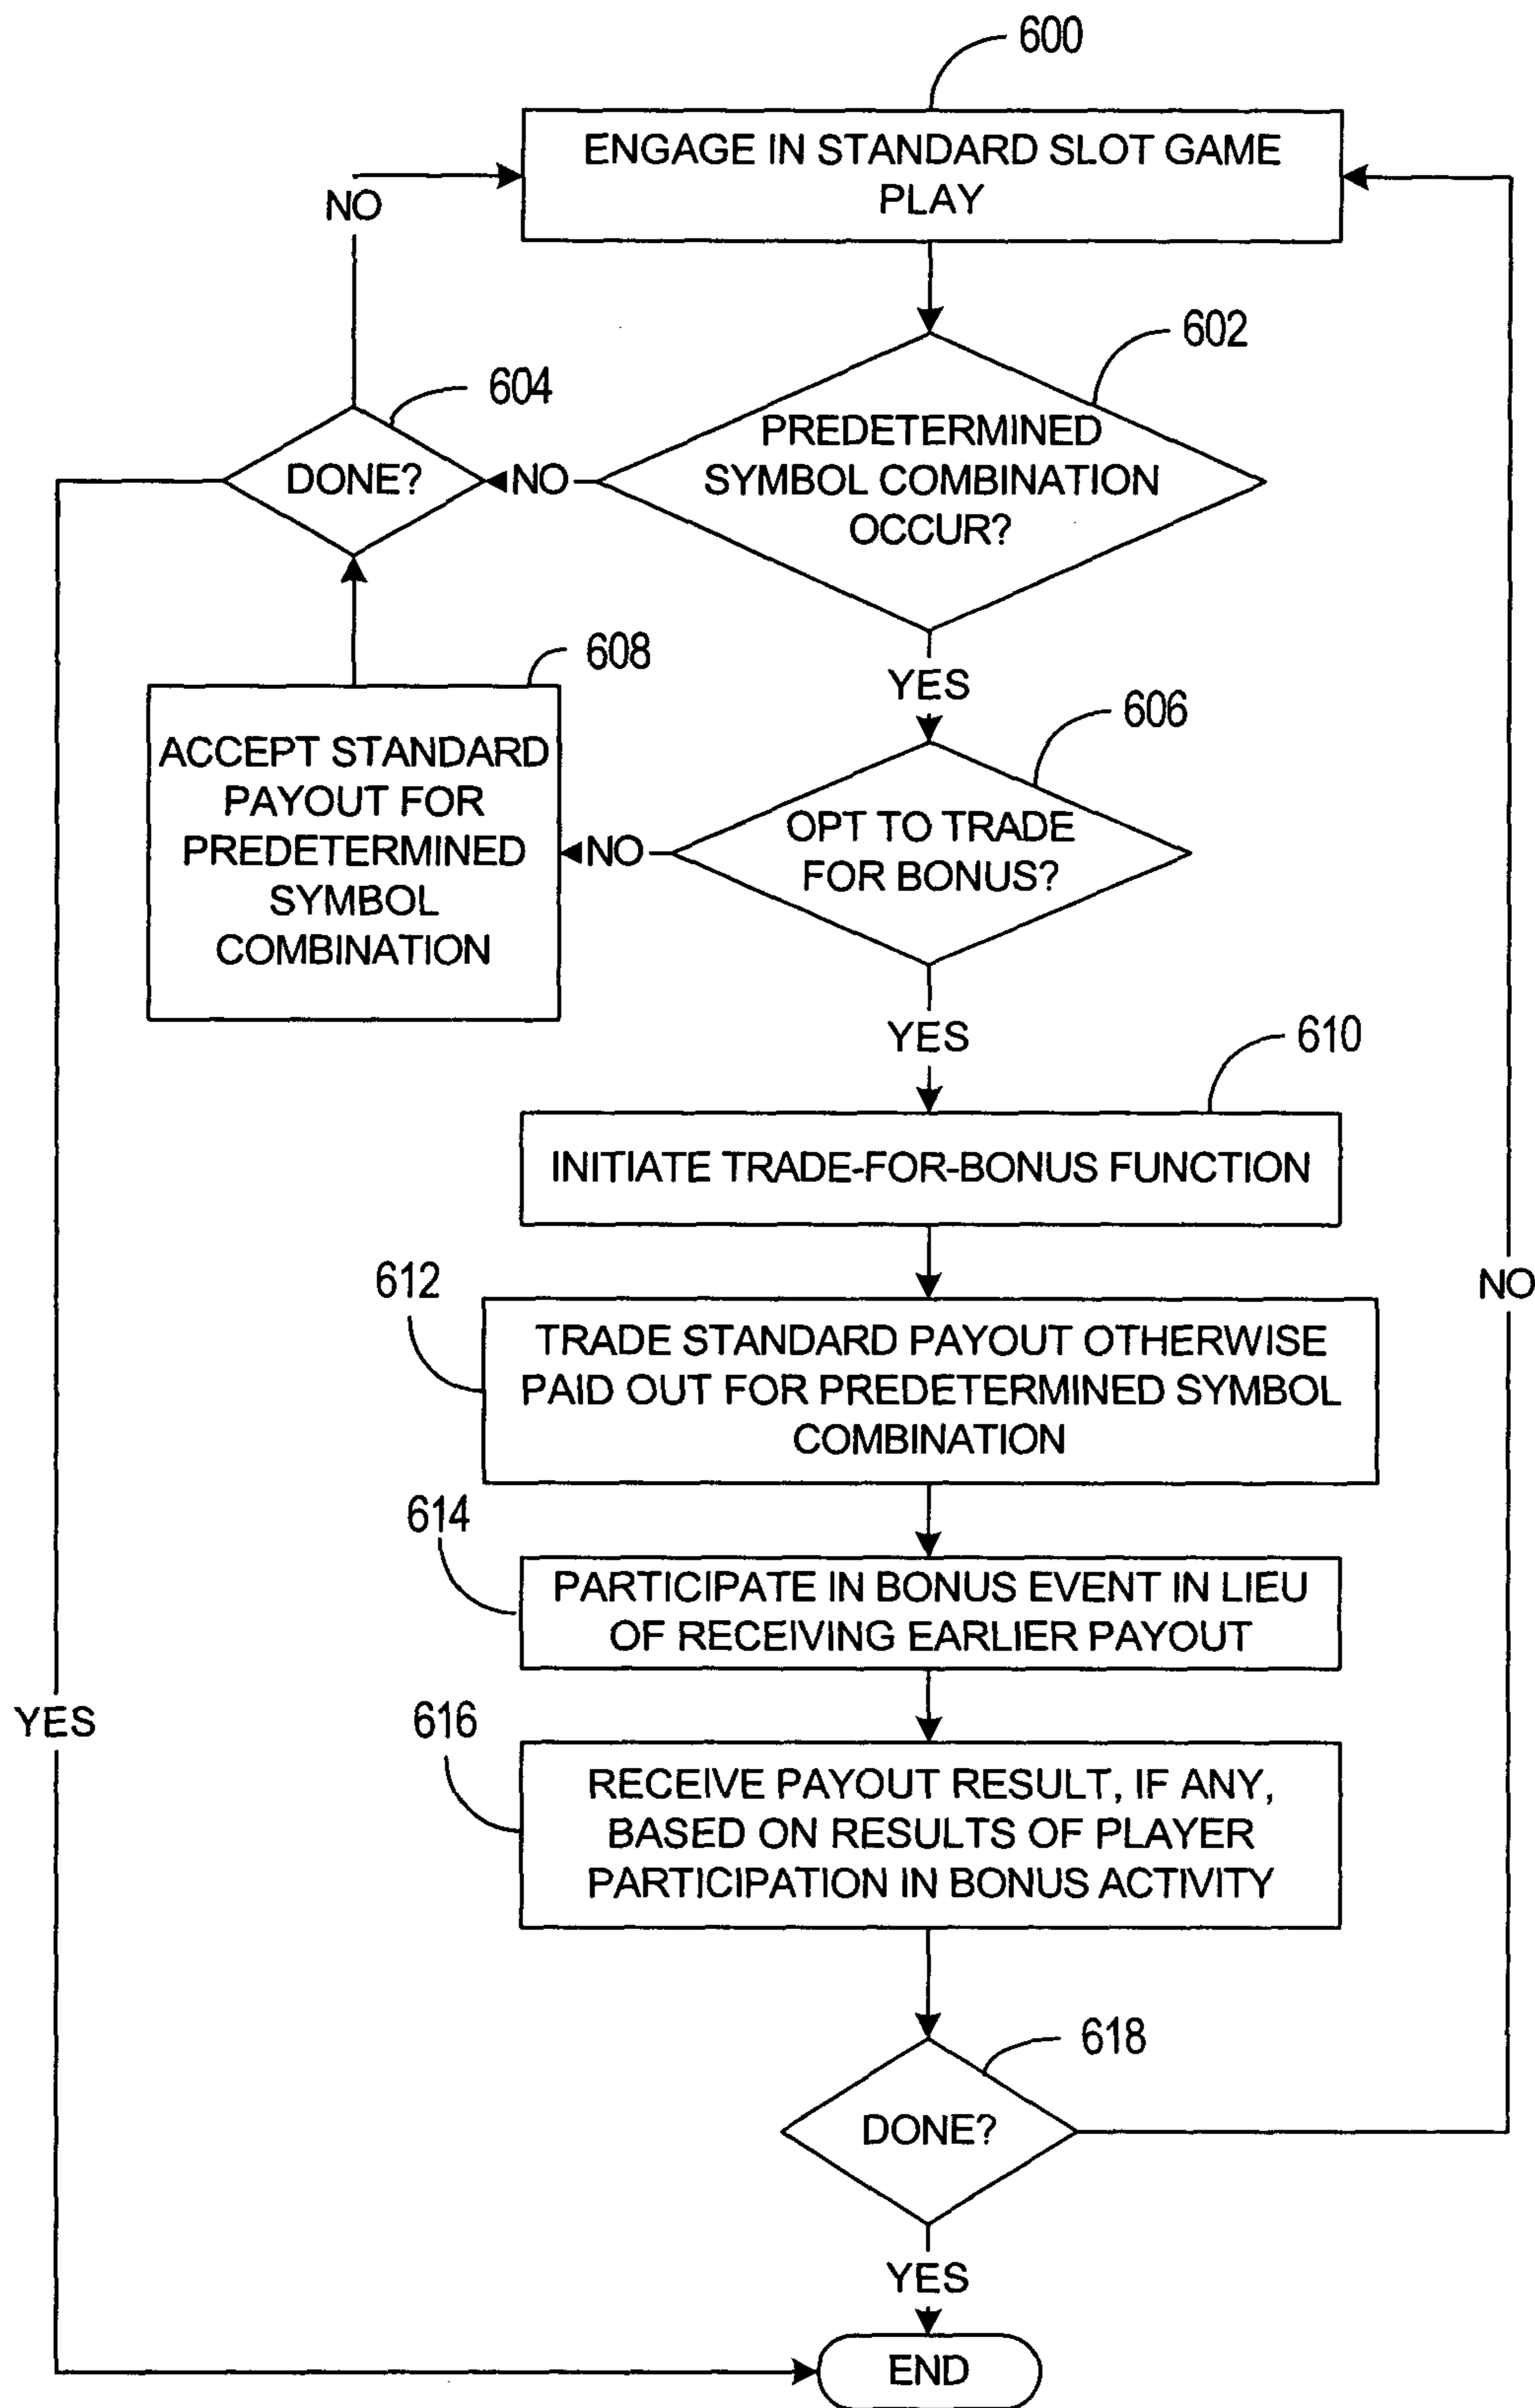 600
ENGAGE IN STANDARD SLOT GAME
PLAY
NO
602
PREDETERMINED
SYMBOL COMBINATION
OCCUR?
604
DONE?
NO
YES
608
ACCEPT STANDARD
PAYOUT FOR
PREDETERMINED
SYMBOL
COMBINATION
606
OPT TO TRADE
FOR BONUS?
NO
YES
610
INITIATE TRADE-FOR-BONUS FUNCTION
612
TRADE STANDARD PAYOUT OTHERWISE
PAID OUT FOR PREDETERMINED SYMBOL
COMBINATION
NO
614
PARTICIPATE IN BONUS EVENT IN LIEU
OF RECEIVING EARLIER PAYOUT
YES
616
RECEIVE PAYOUT RESULT, IF ANY,
BASED ON RESULTS OF PLAYER
PARTICIPATION IN BONUS ACTIVITY
618
DONE?
YES
END